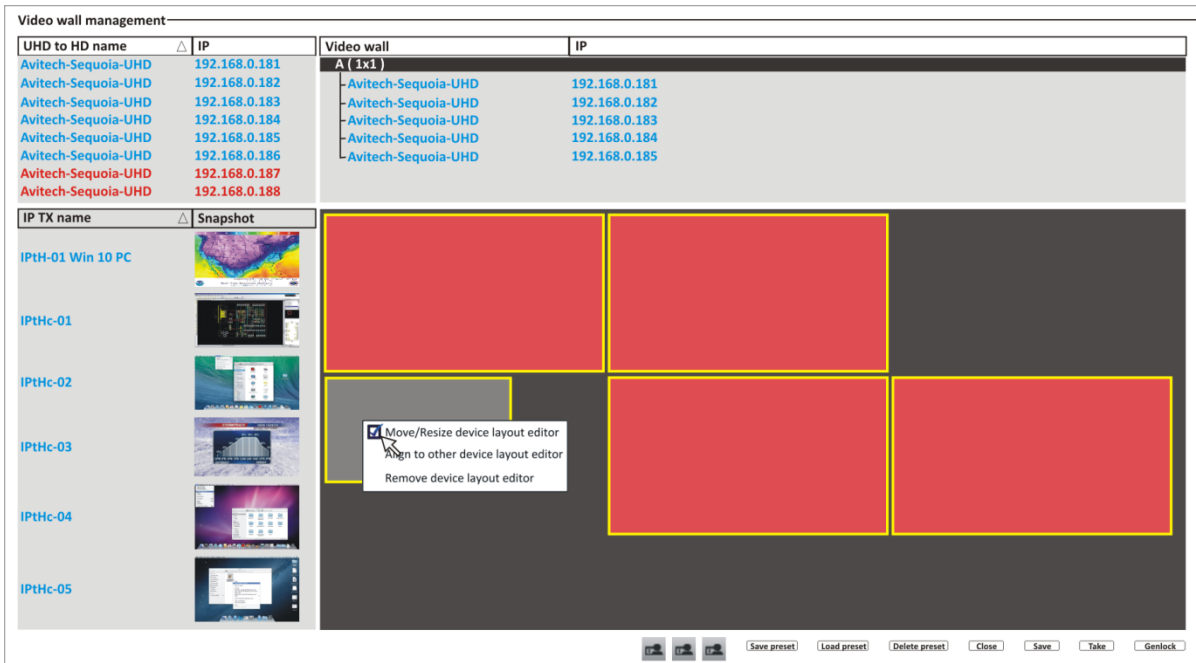 Video wall management
UHD to HD name △ IP
Avitech-Sequoia-UHD 192.168.0.181
Avitech-Sequoia-UHD 192.168.0.182
Avitech-Sequoia-UHD 192.168.0.183
Avitech-Sequoia-UHD 192.168.0.184
Avitech-Sequoia-UHD 192.168.0.185
Avitech-Sequoia-UHD 192.168.0.186
Avitech-Sequoia-UHD 192.168.0.187
Avitech-Sequoia-UHD 192.168.0.188
Video wall IP
A ( 1x1 )
Avitech-Sequoia-UHD 192.168.0.181
Avitech-Sequoia-UHD 192.168.0.182
Avitech-Sequoia-UHD 192.168.0.183
Avitech-Sequoia-UHD 192.168.0.184
Avitech-Sequoia-UHD 192.168.0.185
IP TX name △ Snapshot
IPtH-01 Win 10 PC
IPtHc-01
IPtHc-02
IPtHc-03
IPtHc-04
IPtHc-05
Move/Resize device layout editor
Align to other device layout editor
Remove device layout editor
Save preset Load preset Delete preset Close Save Take Genlock